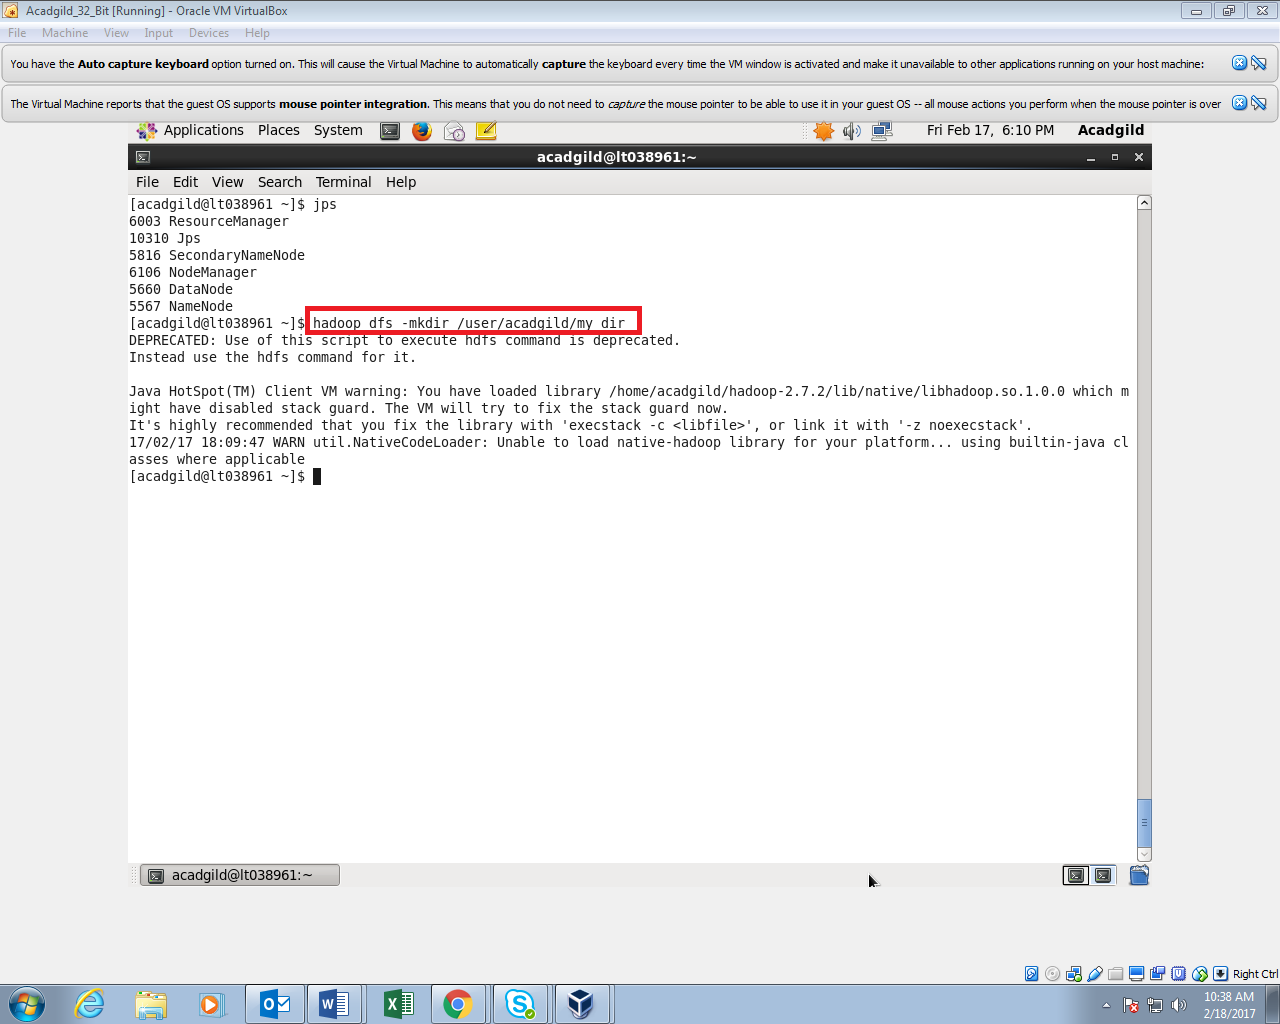 Acadgild_32_Bit [Running] - Oracle VM VirtualBox
File Machine View Input Devices Help
You have the Auto capture keyboard option turned on. This will cause the Virtual Machine to automatically capture the keyboard every time the VM window is activated and make it unavailable to other applications running on your host machine:
The Virtual Machine reports that the guest OS supports mouse pointer integration. This means that you do not need to capture the mouse pointer to be able to use it in your guest OS -- all mouse actions you perform when the mouse pointer is over
Applications Places System Fri Feb 17, 6:10 PM Acadgild
acadgild@lt038961:~
File Edit View Search Terminal Help
[acadgild@lt038961 ~]$ jps
6003 ResourceManager
10310 Jps
5816 SecondaryNameNode
6106 NodeManager
5660 DataNode
5567 NameNode
[acadgild@lt038961 ~]$ hadoop dfs -mkdir /user/acadgild/my_dir
DEPRECATED: Use of this script to execute hdfs command is deprecated.
Instead use the hdfs command for it.
Java HotSpot(TM) Client VM warning: You have loaded library /home/acadgild/hadoop-2.7.2/lib/native/libhadoop.so.1.0.0 which m
ight have disabled stack guard. The VM will try to fix the stack guard now.
It's highly recommended that you fix the library with 'execstack -c <libfile>', or link it with '-z noexecstack'.
17/02/17 18:09:47 WARN util.NativeCodeLoader: Unable to load native-hadoop library for your platform... using builtin-java cl
asses where applicable
[acadgild@lt038961 ~]$
acadgild@lt038961:~
Right Ctrl
10:38 AM
2/18/2017